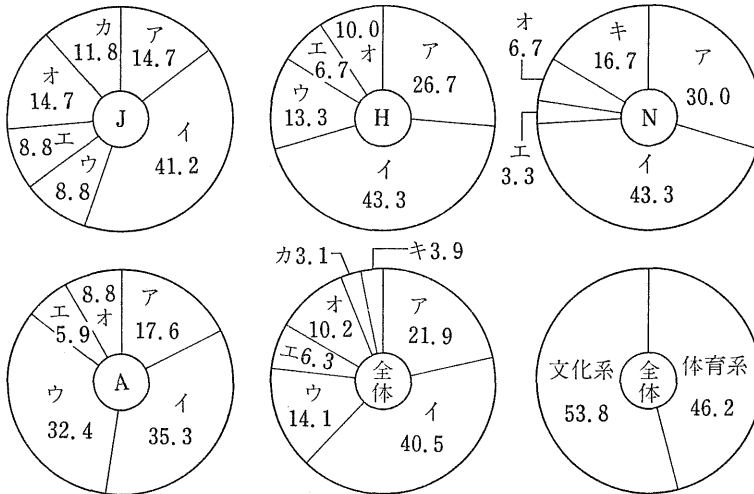 J
ア
14.7
イ
41.2
ウ
8.8
エ
8.8
オ
14.7
カ
11.8
H
ア
26.7
イ
43.3
ウ
13.3
エ
6.7
オ
10.0
N
ア
30.0
イ
43.3
エ
3.3
オ
6.7
キ
16.7
A
ア
17.6
イ
35.3
ウ
32.4
エ
5.9
オ
8.8
全体
ア
21.9
イ
40.5
ウ
14.1
エ6.3
オ
10.2
カ3.1
キ3.9
全体
体育系
46.2
文化系
53.8